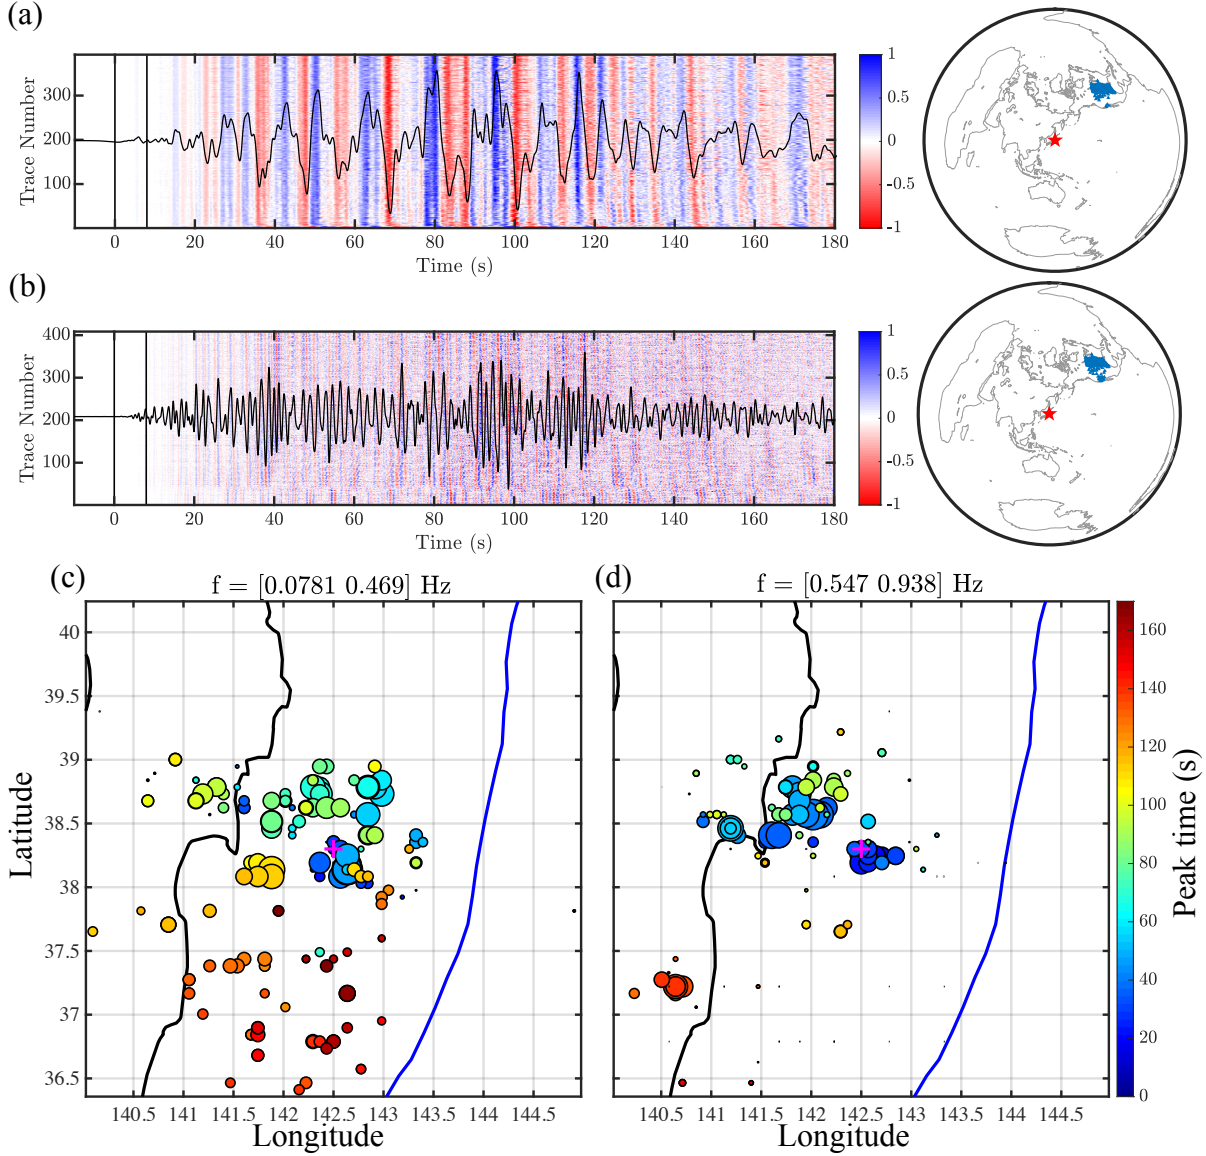 (a)
Trace Number
300
200
100
0 20 40 60 80 100 120 140 160 180
Time (s)
1
0.5
0
-0.5
-1
(b)
Trace Number
400
300
200
100
0 20 40 60 80 100 120 140 160 180
Time (s)
1
0.5
0
-0.5
-1
(c)
f = [0.0781 0.469] Hz
Latitude
40
39.5
39
38.5
38
37.5
37
36.5
140.5 141 141.5 142 142.5 143 143.5 144 144.5
Longitude
(d)
f = [0.547 0.938] Hz
140.5 141 141.5 142 142.5 143 143.5 144 144.5
Longitude
160
140
120
100
80
60
40
20
0
Peak time (s)